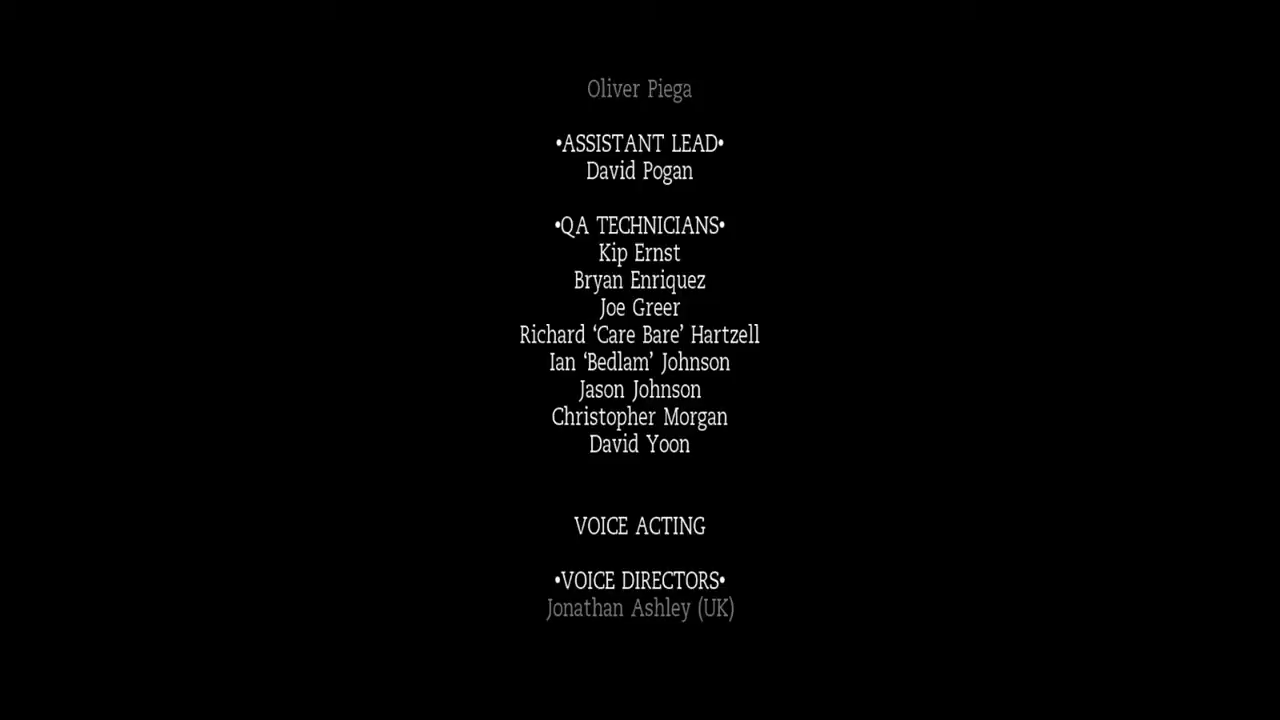 Oliver Piega
•ASSISTANT LEAD•
David Pogan
•QA TECHNICIANS•
Kip Ernst
Bryan Enriquez
Joe Greer
Richard ‘Care Bare’ Hartzell
Ian ‘Bedlam’ Johnson
Jason Johnson
Christopher Morgan
David Yoon
VOICE ACTING
•VOICE DIRECTORS•
Jonathan Ashley (UK)